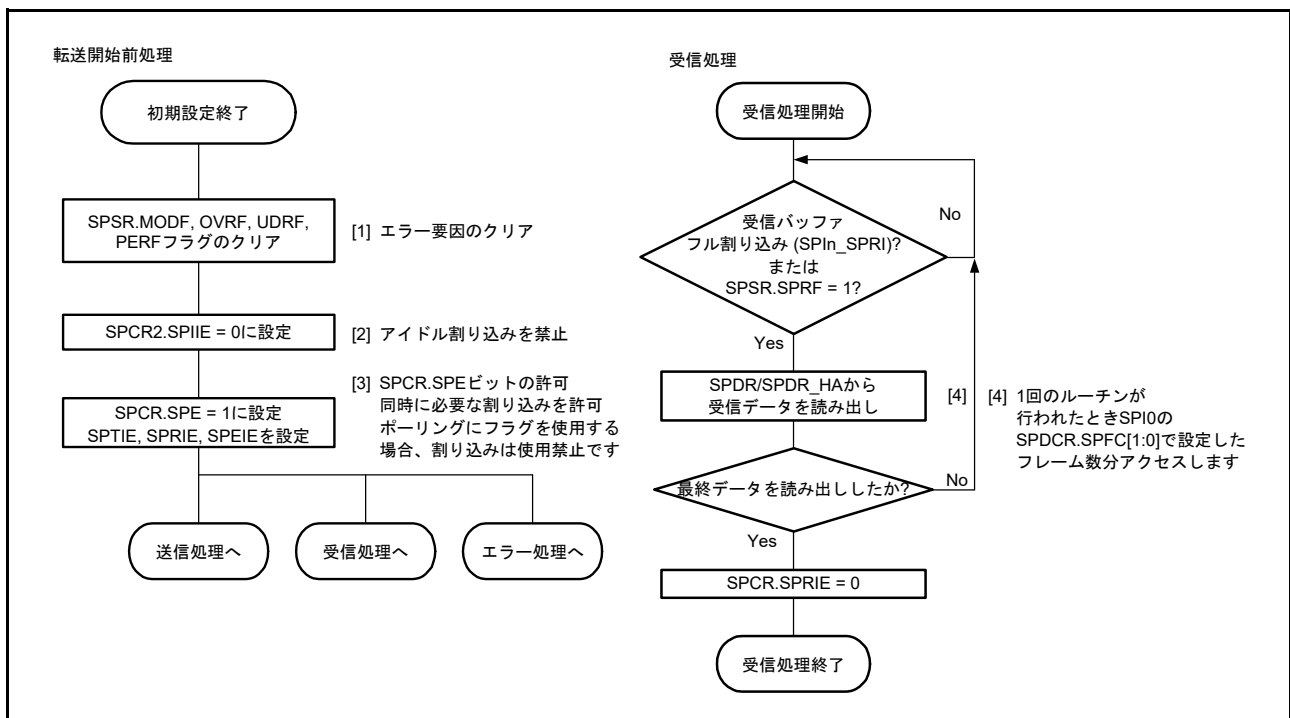 転送開始前処理
初期設定終了
SPSR.MODF, OVRF, UDRF,
PERFフラグのクリア
[1] エラー要因のクリア
SPCR2.SPIIE = 0に設定
[2] アイドル割り込みを禁止
SPCR.SPE = 1に設定
SPTIE, SPRIE, SPEIEを設定
[3] SPCR.SPEビットの許可
同時に必要な割り込みを許可
ポーリングにフラグを使用する
場合、割り込みは使用禁止です
送信処理へ
受信処理へ
エラー処理へ
受信処理
受信処理開始
受信バッファ
フル割り込み (SPIn_SPRI)?
または
SPSR.SPRF = 1?
No
Yes
SPDR/SPDR_HAから
受信データを読み出し
[4]
[4] 1回のルーチンが
行われたときSPI0の
SPDCR.SPFC[1:0]で設定した
フレーム数分アクセスします
最終データを読み出ししたか?
No
Yes
SPCR.SPRIE = 0
受信処理終了